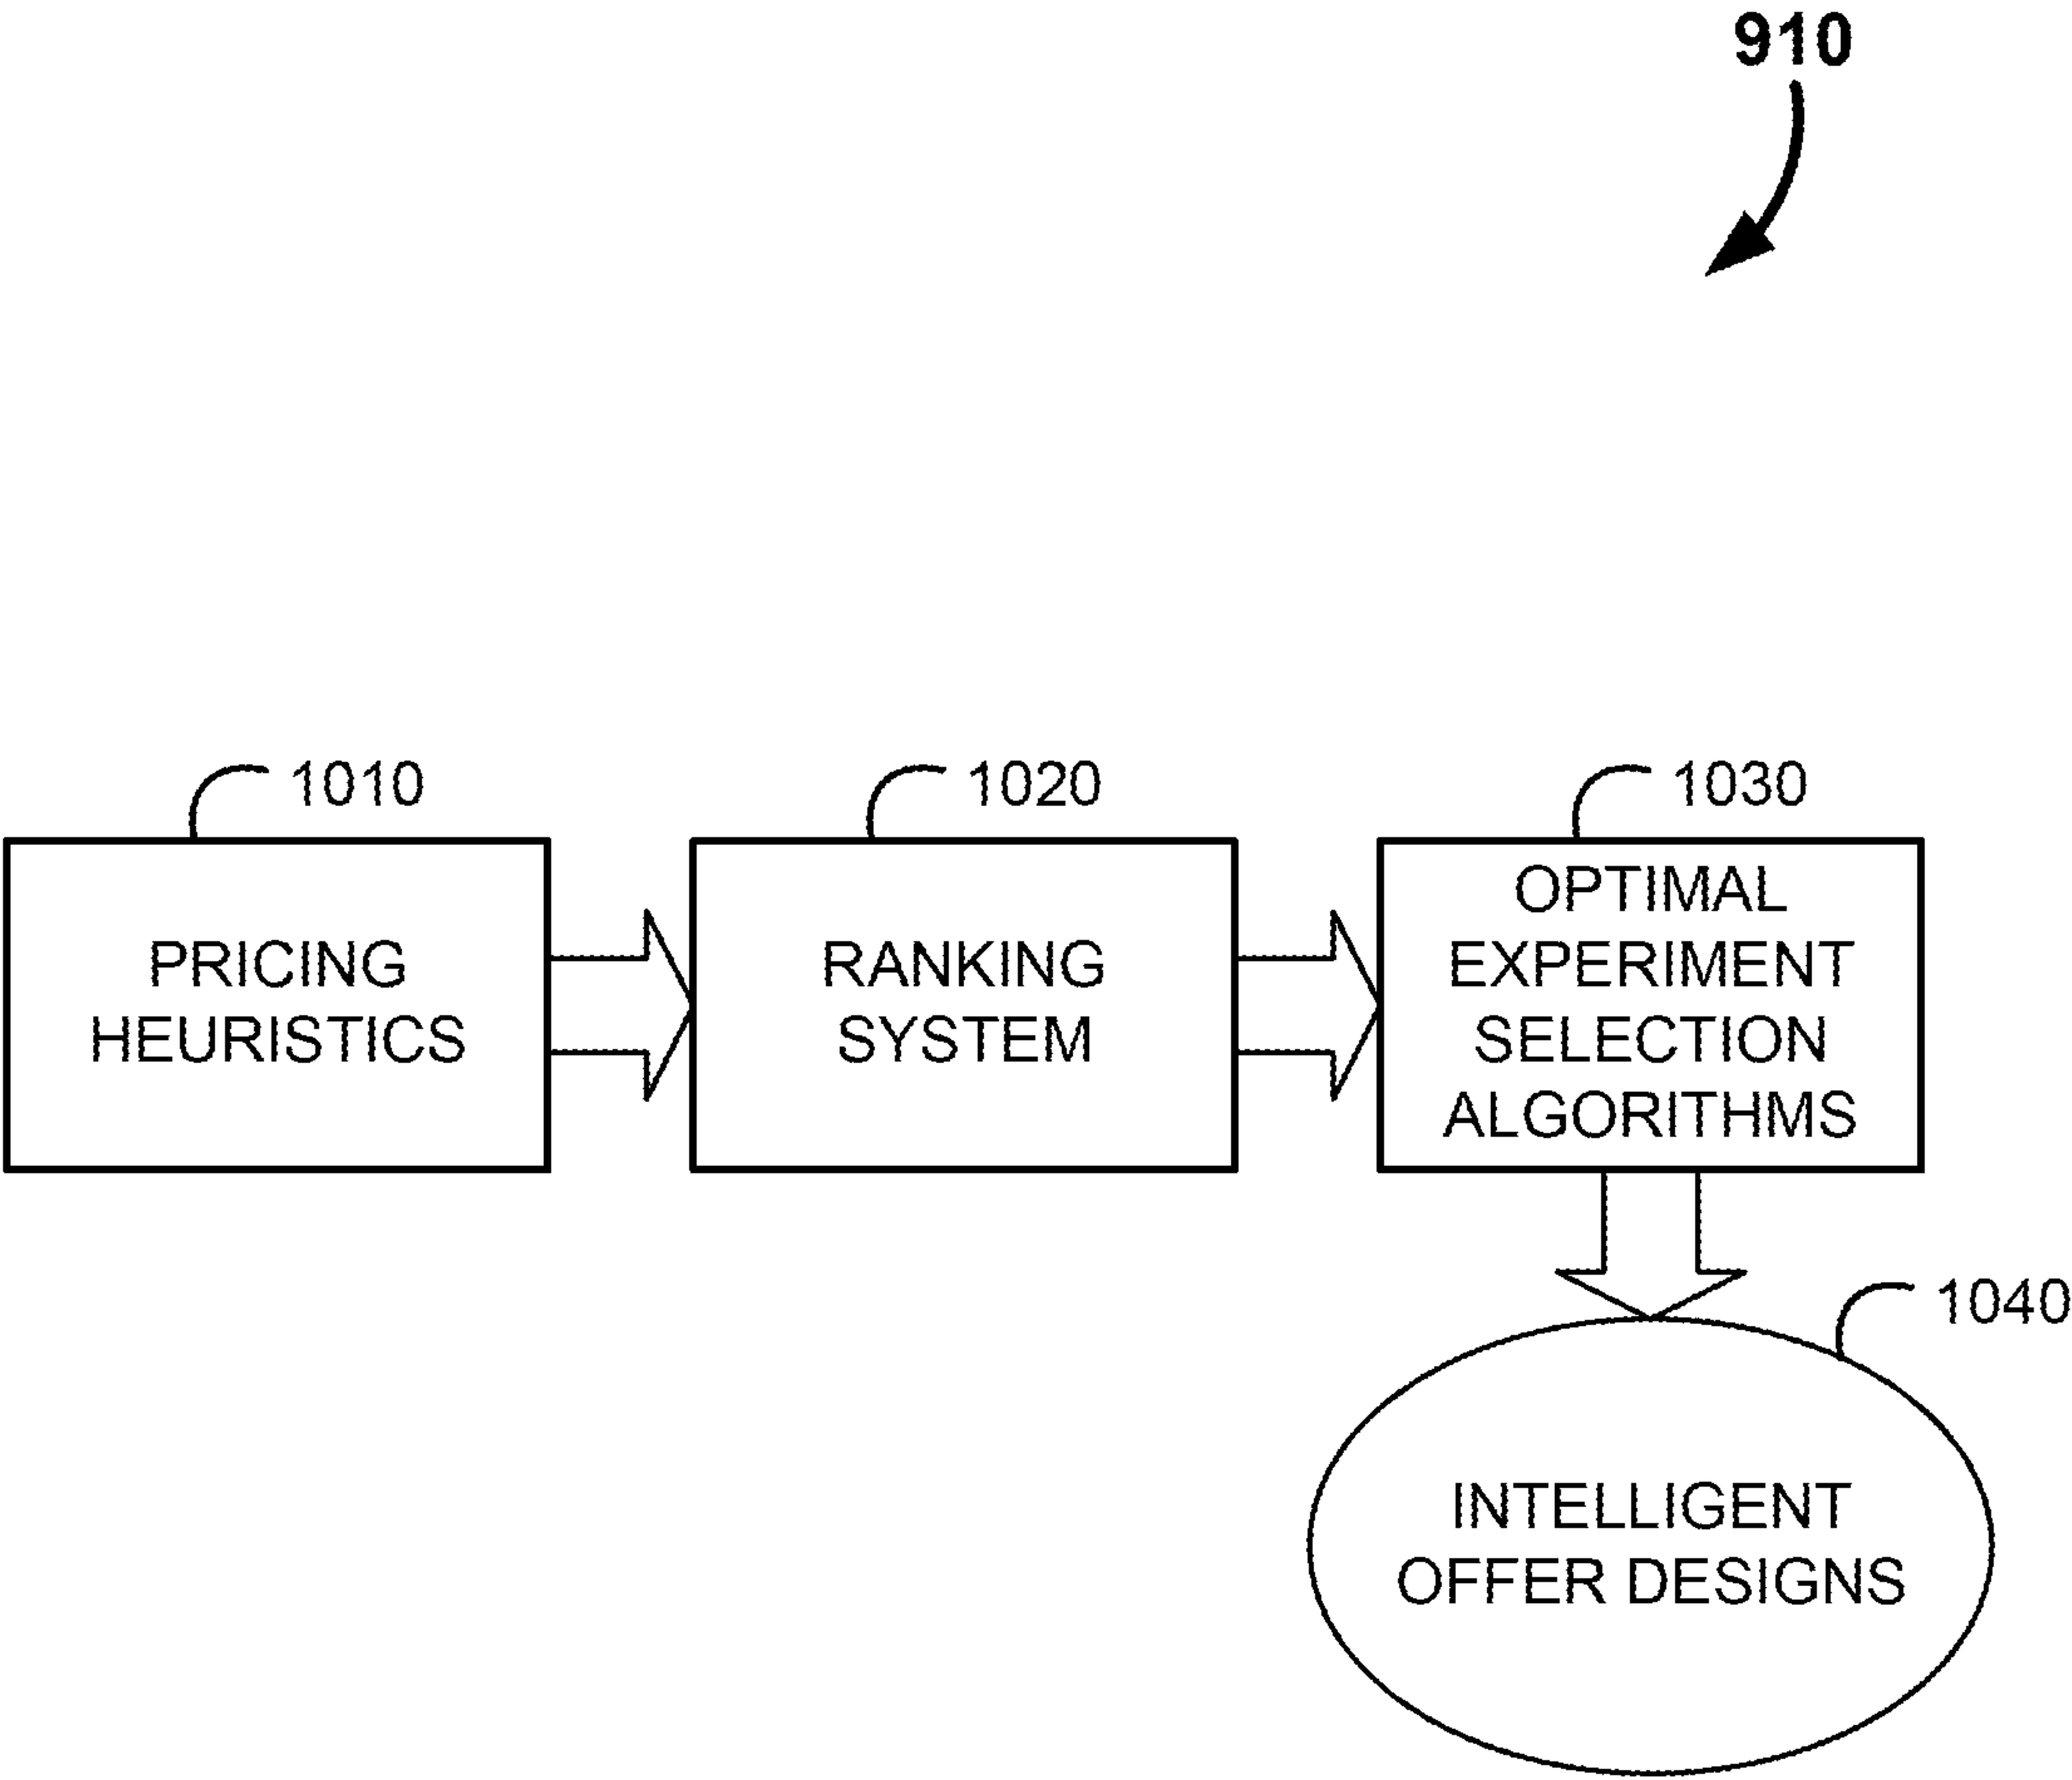 910
1010
1020
1030
PRICING
HEURISTICS
RANKING
SYSTEM
OPTIMAL
EXPERIMENT
SELECTION
ALGORITHMS
1040
INTELLIGENT
OFFER DESIGNS